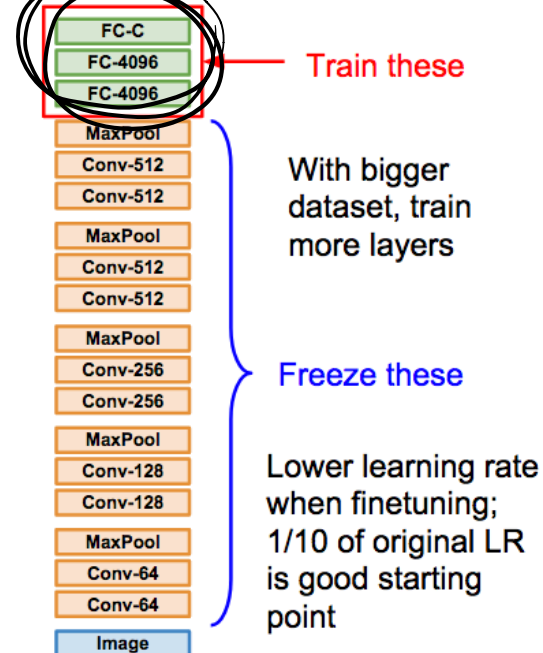 FC-C
FC-4096
FC-4096
Train these
MaxPool
Conv-512
Conv-512
With bigger
dataset, train
more layers
MaxPool
Conv-512
Conv-512
MaxPool
Conv-256
Conv-256
Freeze these
MaxPool
Conv-128
Conv-128
MaxPool
Conv-64
Conv-64
Lower learning rate
when finetuning;
1/10 of original LR
is good starting
point
Image